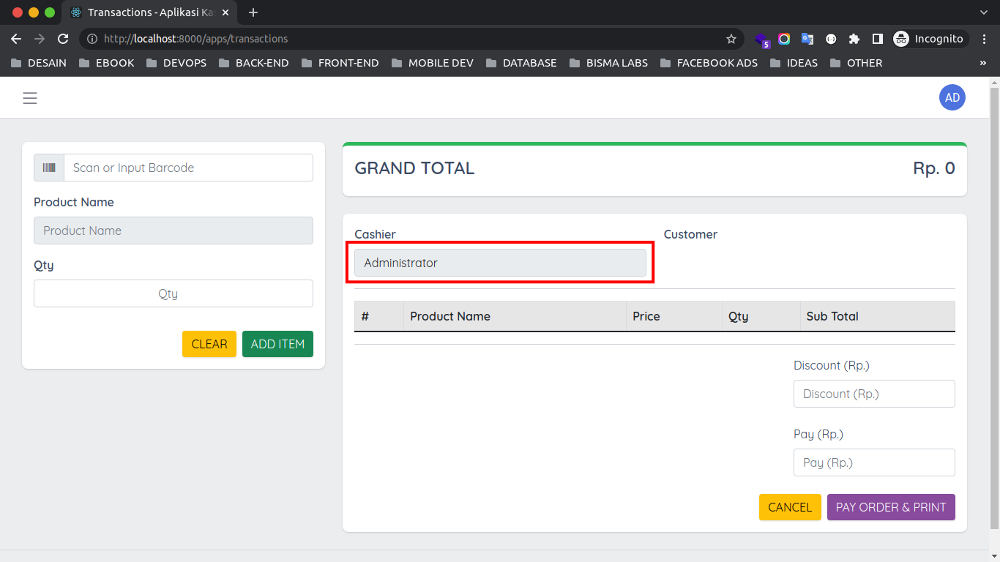 Transactions - Aplikasi Ka
http://localhost:8000/apps/transactions
5
Incognito
DESAIN EBOOK DEVOPS BACK-END FRONT-END MOBILE DEV DATABASE BISMA LABS FACEBOOK ADS IDEAS OTHER »
AD
Scan or Input Barcode
Product Name
Product Name
Qty
Qty
CLEAR ADD ITEM
GRAND TOTAL Rp. 0
Cashier Customer
Administrator
# Product Name Price Qty Sub Total
Discount (Rp.)
Discount (Rp.)
Pay (Rp.)
Pay (Rp.)
CANCEL PAY ORDER & PRINT